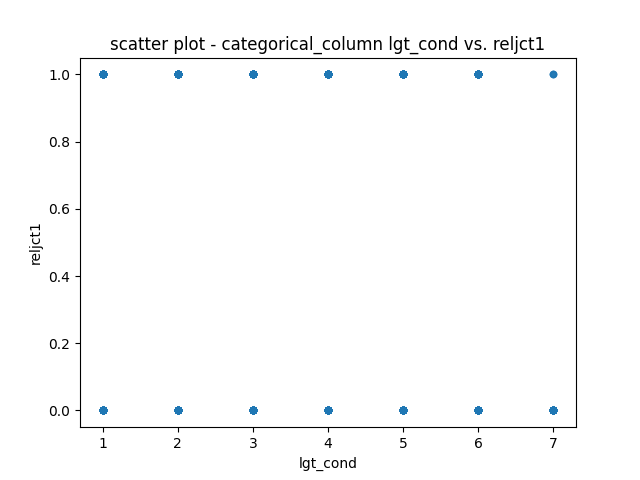 scatter plot - categorical_column lgt_cond vs. reljct1
1.0
0.8
0.6
0.4
0.2
0.0
reljct1
1 2 3 4 5 6 7
lgt_cond